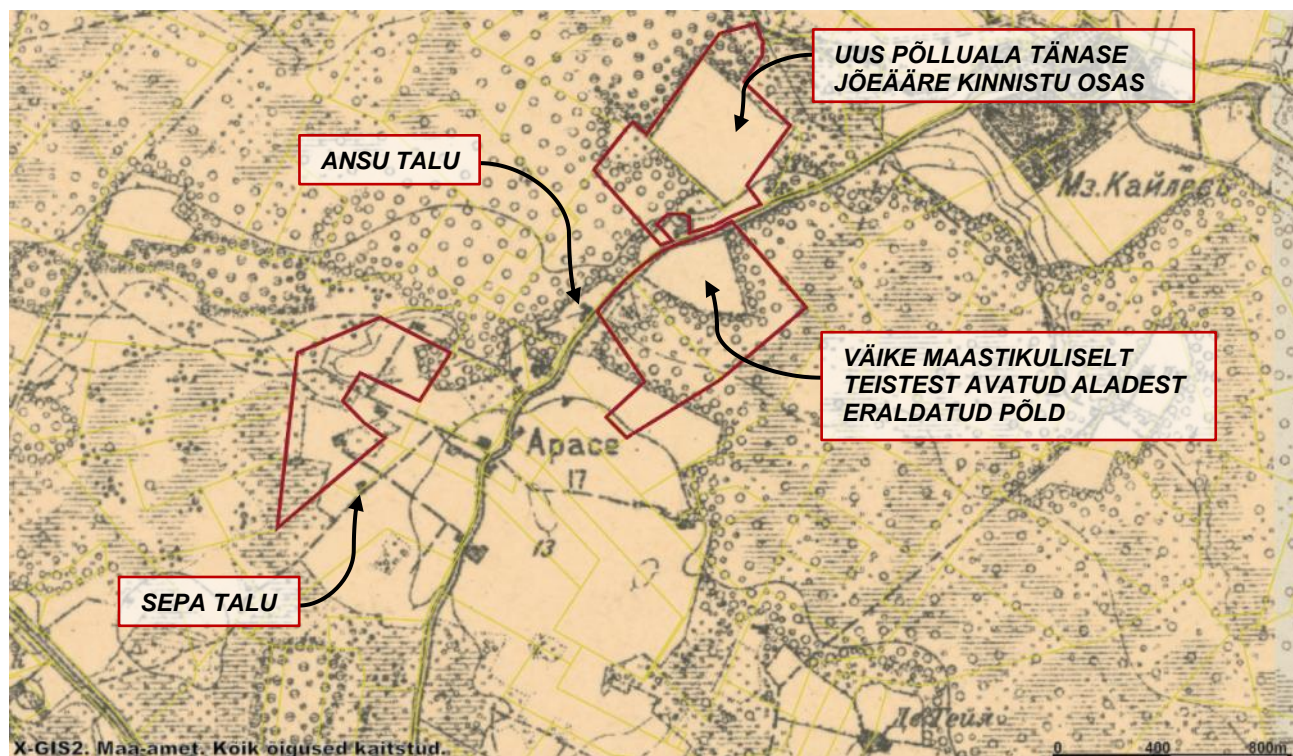 UUS PÕLLUALA TÄNASE
JÕEÄÄRE KINNISTU OSAS
ANSU TALU
Мз. Кайлесъ
VÄIKE MAASTIKULISELT
TEISTEST AVATUD ALADEST
ERALDATUD PÕLD
Арасе
17
13
SEPA TALU
X-GIS2. Maa-amet. Kõik õigused kaitstud.
0 400 800m